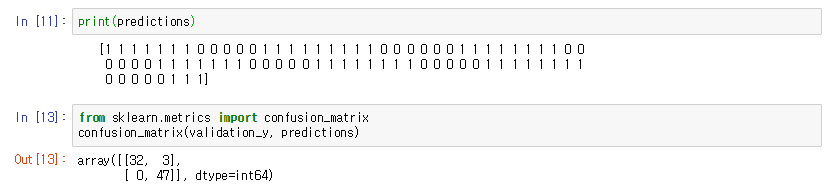 In [11]: print(predictions)
[1 1 1 1 1 1 1 0 0 0 0 0 1 1 1 1 1 1 1 1 1 0 0 0 0 0 0 1 1 1 1 1 1 1 1 0 0
0 0 0 0 1 1 1 1 1 1 1 0 0 0 0 0 1 1 1 1 1 1 1 1 0 0 0 0 0 1 1 1 1 1 1 1 1
0 0 0 0 0 1 1 1]
In [13]: from sklearn.metrics import confusion_matrix
confusion_matrix(validation_y, predictions)
Out[13]: array([[32, 3],
[ 0, 47]], dtype=int64)